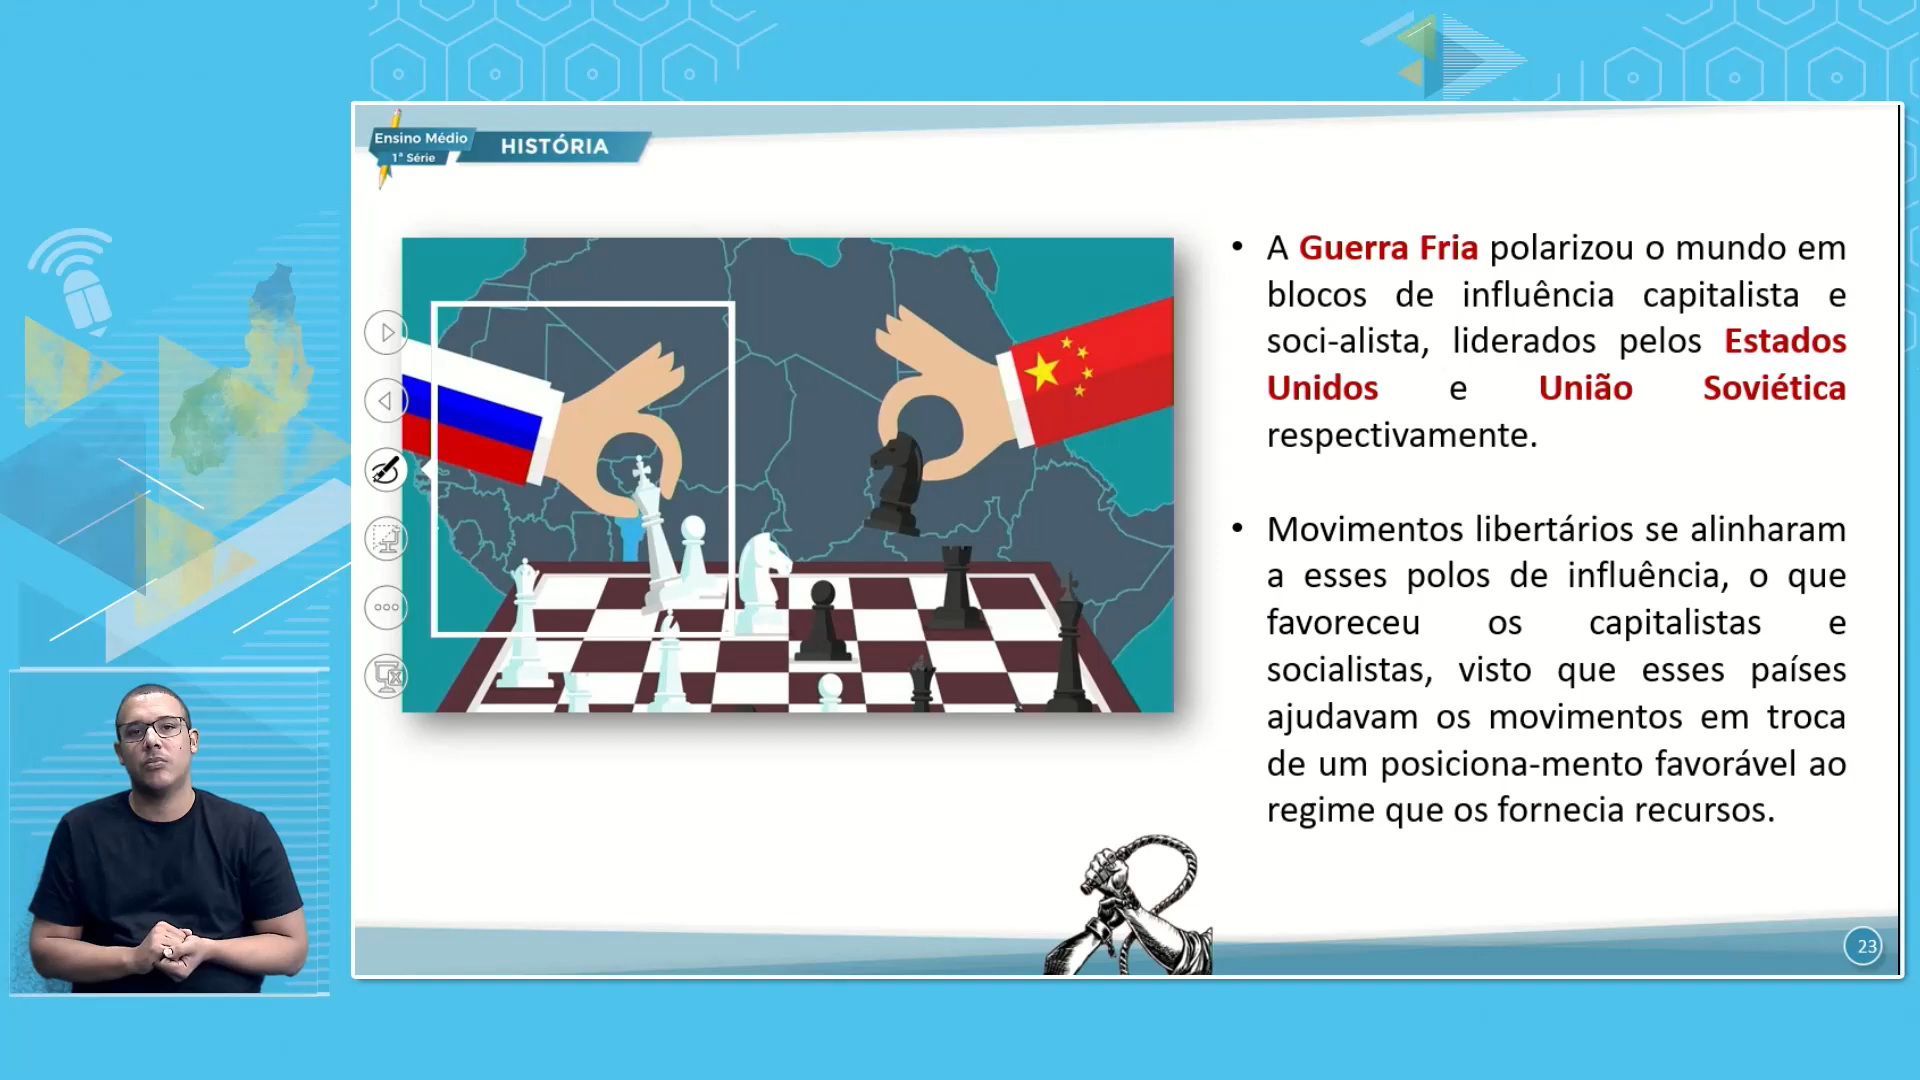 Ensino Médio
1ª Série
HISTÓRIA
• A Guerra Fria polarizou o mundo em
blocos de influência capitalista e
soci-alista, liderados pelos Estados
Unidos e União Soviética
respectivamente.
• Movimentos libertários se alinharam
a esses polos de influência, o que
favoreceu os capitalistas e
socialistas, visto que esses países
ajudavam os movimentos em troca
de um posiciona-mento favorável ao
regime que os fornecia recursos.
23